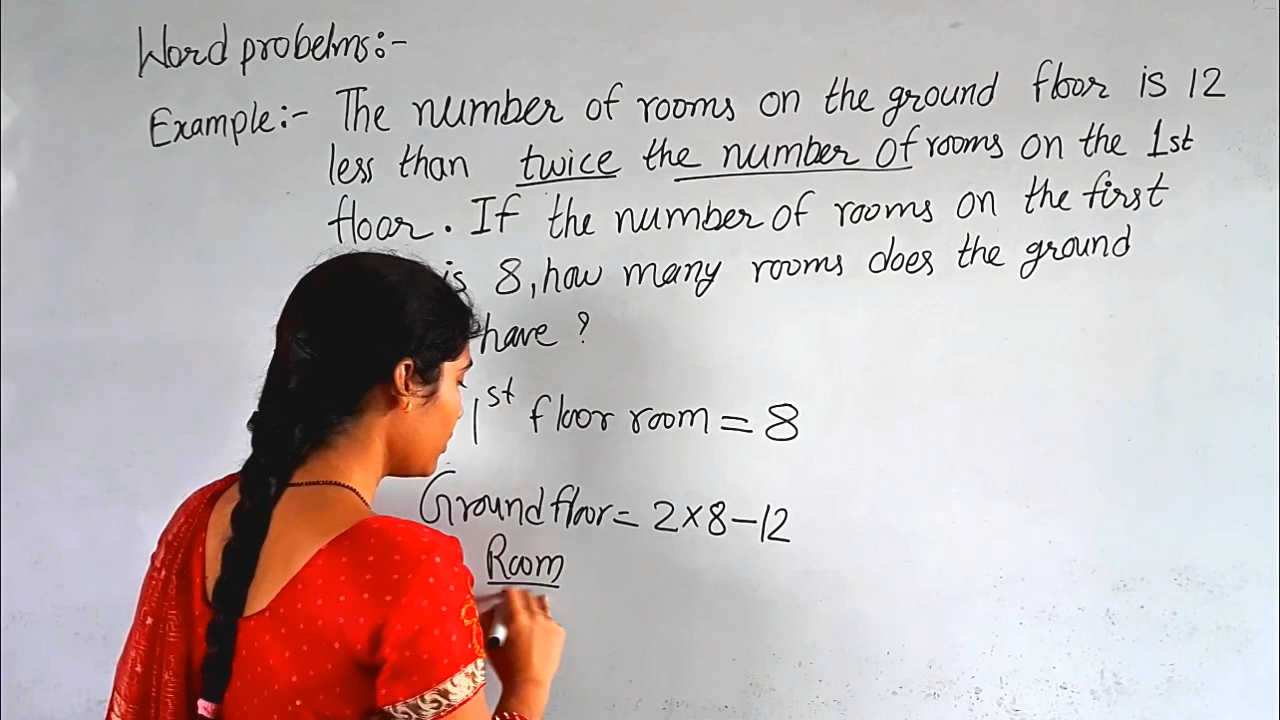 Word probelms:-
Example:- The number of rooms on the ground floor is 12
less than twice the number of rooms on the 1st
floor. If the number of rooms on the first
is 8, how many rooms does the ground
have ?
1st floor room = 8
Ground floor = 2×8-12
Room